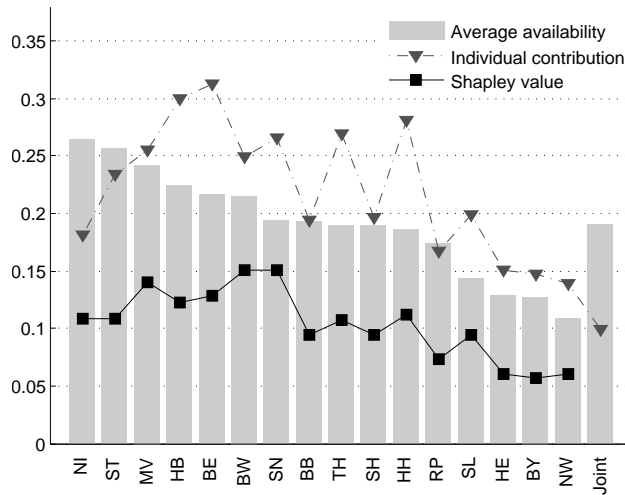 0.35
0.3
0.25
0.2
0.15
0.1
0.05
0
Average availability
Individual contribution
Shapley value
NI
ST
MV
HB
BE
BW
SN
BB
TH
SH
HH
RP
SL
HE
BY
NW
Joint